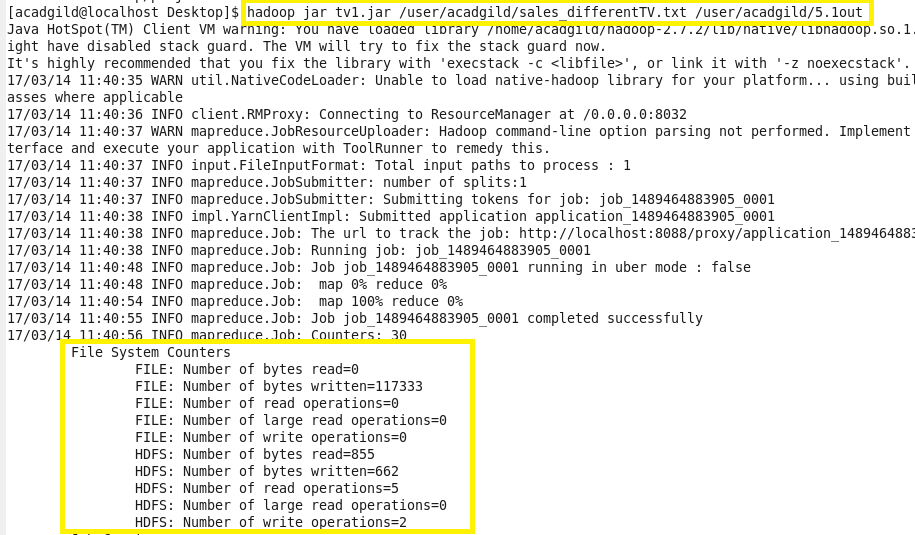 [acadgild@localhost Desktop]$ hadoop jar tv1.jar /user/acadgild/sales_differentTV.txt /user/acadgild/5.1out
Java HotSpot(TM) Client VM warning: You have loaded library /home/acadgild/hadoop-2.7.2/lib/native/libhadoop.so.1.
ight have disabled stack guard. The VM will try to fix the stack guard now.
It's highly recommended that you fix the library with 'execstack -c <libfile>', or link it with '-z noexecstack'.
17/03/14 11:40:35 WARN util.NativeCodeLoader: Unable to load native-hadoop library for your platform... using buil
asses where applicable
17/03/14 11:40:36 INFO client.RMProxy: Connecting to ResourceManager at /0.0.0.0:8032
17/03/14 11:40:37 WARN mapreduce.JobResourceUploader: Hadoop command-line option parsing not performed. Implement
terface and execute your application with ToolRunner to remedy this.
17/03/14 11:40:37 INFO input.FileInputFormat: Total input paths to process : 1
17/03/14 11:40:37 INFO mapreduce.JobSubmitter: number of splits:1
17/03/14 11:40:37 INFO mapreduce.JobSubmitter: Submitting tokens for job: job_1489464883905_0001
17/03/14 11:40:38 INFO impl.YarnClientImpl: Submitted application application_1489464883905_0001
17/03/14 11:40:38 INFO mapreduce.Job: The url to track the job: http://localhost:8088/proxy/application_1489464883
17/03/14 11:40:38 INFO mapreduce.Job: Running job: job_1489464883905_0001
17/03/14 11:40:48 INFO mapreduce.Job: Job job_1489464883905_0001 running in uber mode : false
17/03/14 11:40:48 INFO mapreduce.Job:  map 0% reduce 0%
17/03/14 11:40:54 INFO mapreduce.Job:  map 100% reduce 0%
17/03/14 11:40:55 INFO mapreduce.Job: Job job_1489464883905_0001 completed successfully
17/03/14 11:40:56 INFO mapreduce.Job: Counters: 30
File System Counters
FILE: Number of bytes read=0
FILE: Number of bytes written=117333
FILE: Number of read operations=0
FILE: Number of large read operations=0
FILE: Number of write operations=0
HDFS: Number of bytes read=855
HDFS: Number of bytes written=662
HDFS: Number of read operations=5
HDFS: Number of large read operations=0
HDFS: Number of write operations=2